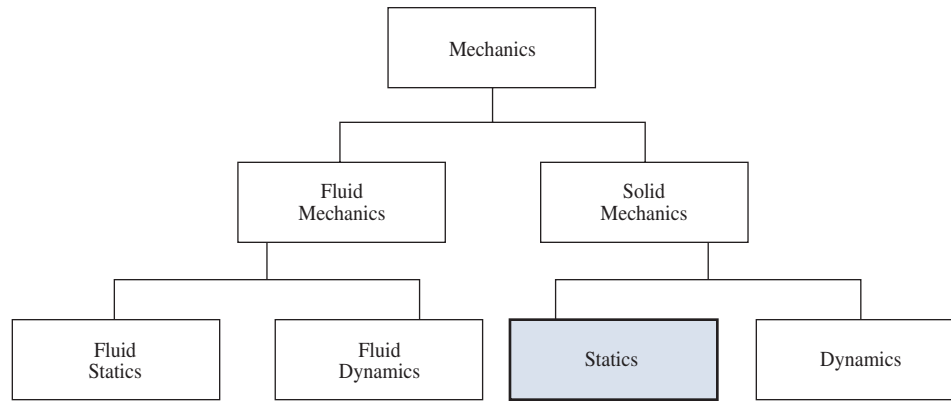 Mechanics
Fluid
Mechanics
Solid
Mechanics
Fluid
Statics
Fluid
Dynamics
Statics
Dynamics